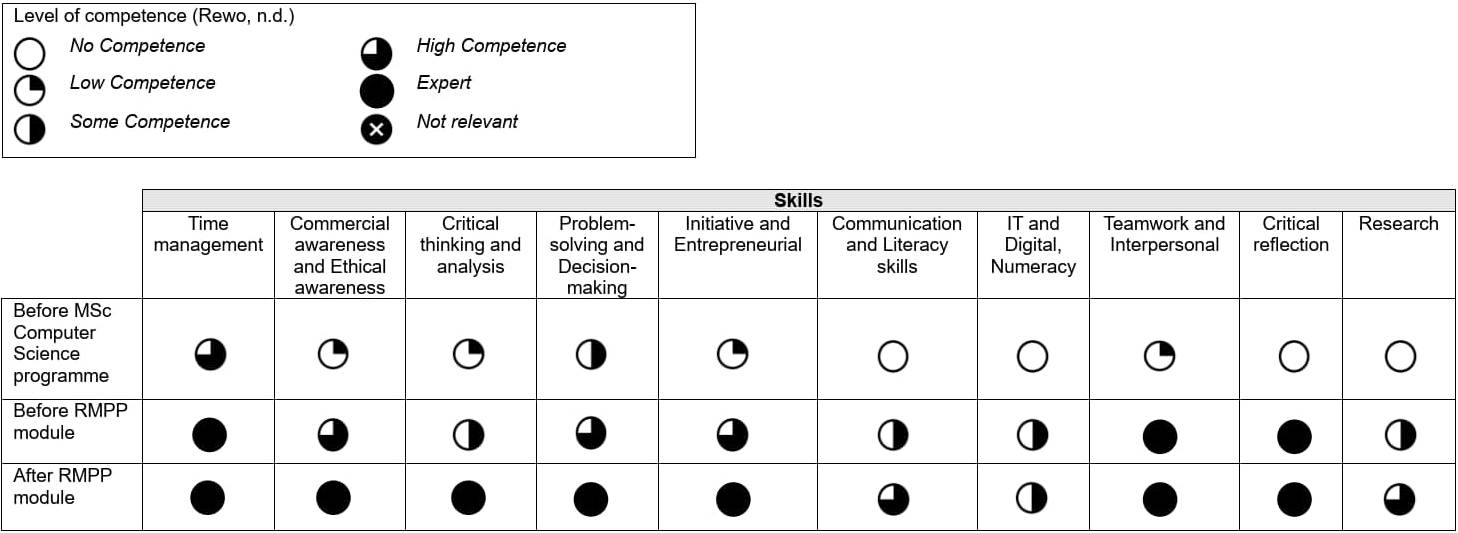 Level of competence (Rewo, n.d.)
No Competence
High Competence
Low Competence
Expert
Some Competence
Not relevant
Skills
Time
management
Commercial
awareness
and Ethical
awareness
Critical
thinking and
analysis
Problem-
solving and
Decision-
making
Initiative and
Entrepreneurial
Communication
and Literacy
skills
IT and
Digital,
Numeracy
Teamwork and
Interpersonal
Critical
reflection
Research
Before MSc
Computer
Science
programme
Before RMPP
module
After RMPP
module